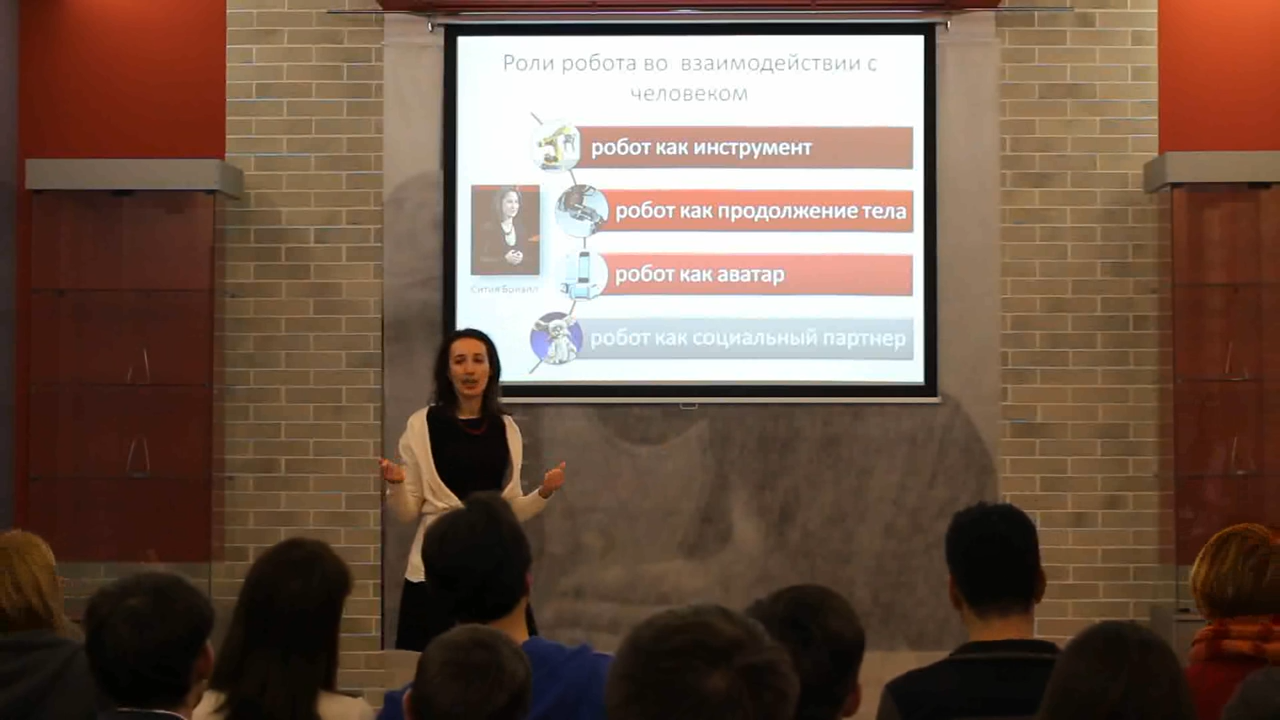 Роли робота во взаимодействии с
человеком
робот как инструмент
робот как продолжение тела
робот как аватар
робот как социальный партнер